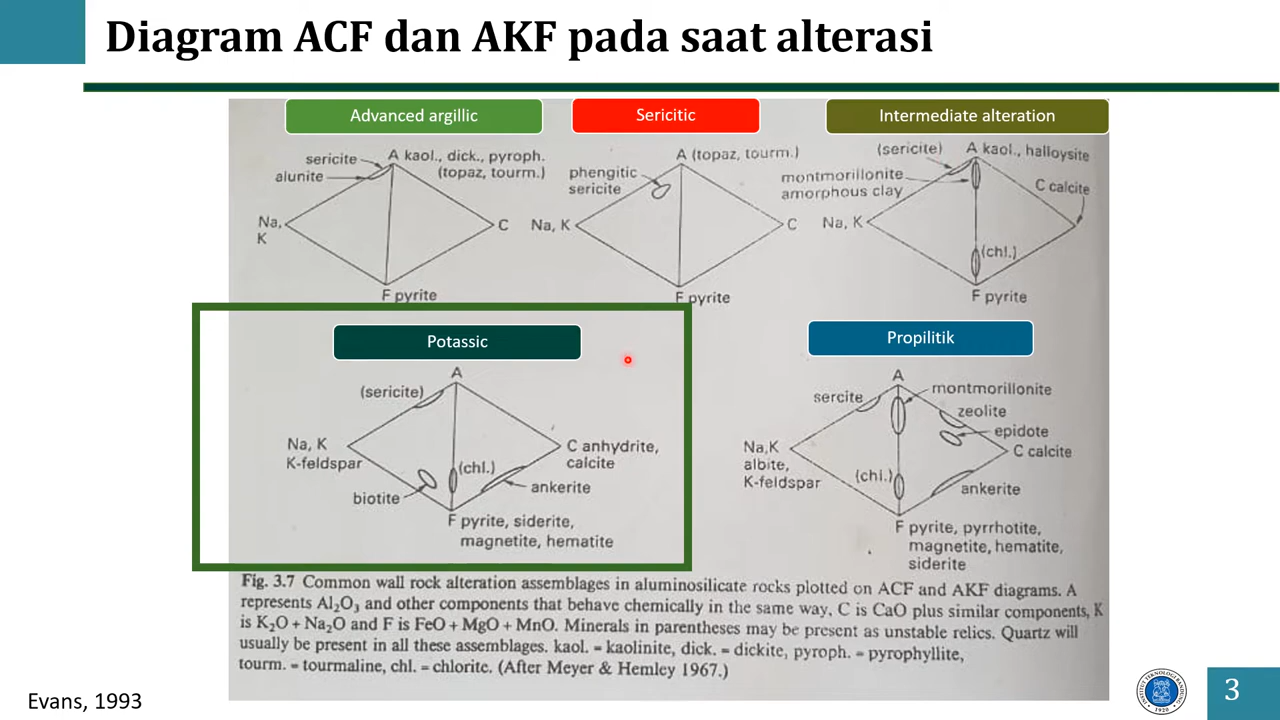 Diagram ACF dan AKF pada saat alterasi
Advanced argillic
sericite
alunite
A kaol., dick., pyroph.
(topaz, tourm.)
Na,
K
C
F pyrite
Sericitic
A (topaz, tourm.)
phengitic
sericite
Na, K
C
F pyrite
Intermediate alteration
(sericite)
A kaol., halloysite
montmorillonite
amorphous clay
C calcite
Na, K
(chl.)
F pyrite
Potassic
A
(sericite)
Na, K
K-feldspar
C anhydrite,
calcite
(chl.)
biotite
ankerite
F pyrite, siderite,
magnetite, hematite
Propilitik
A
sercite
montmorillonite
zeolite
epidote
Na,K
albite,
K-feldspar
C calcite
(chl.)
ankerite
F pyrite, pyrrhotite,
magnetite, hematite,
siderite
Fig. 3.7 Common wall rock alteration assemblages in aluminosilicate rocks plotted on ACF and AKF diagrams. A
represents Al₂O₃ and other components that behave chemically in the same way, C is CaO plus similar components, K
is K₂O + Na₂O and F is FeO + MgO + MnO. Minerals in parentheses may be present as unstable relics. Quartz will
usually be present in all these assemblages. kaol. = kaolinite, dick. = dickite, pyroph. = pyrophyllite,
tourm. = tourmaline, chl. = chlorite. (After Meyer & Hemley 1967.)
Evans, 1993
INSTITUT TEKNOLOGI BANDUNG
1920
3